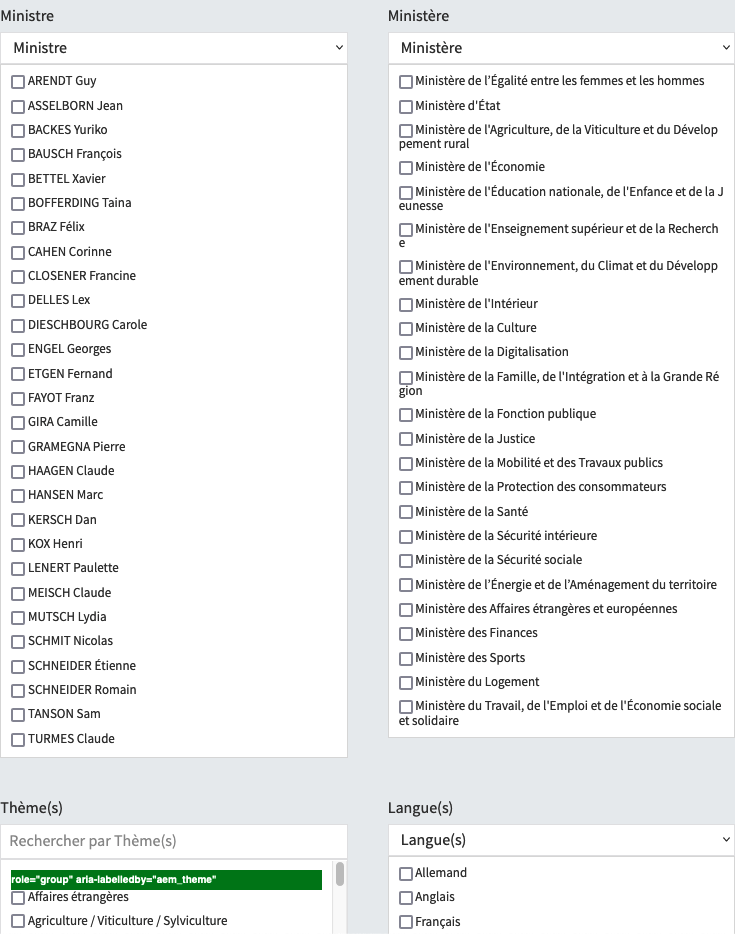 Ministre
Ministre
ARENDT Guy
ASSELBORN Jean
BACKES Yuriko
BAUSCH François
BETTEL Xavier
BOFFERDING Taina
BRAZ Félix
CAHEN Corinne
CLOSENER Francine
DELLES Lex
DIESCHBOURG Carole
ENGEL Georges
ETGEN Fernand
FAYOT Franz
GIRA Camille
GRAMEGNA Pierre
HAAGEN Claude
HANSEN Marc
KERSCH Dan
KOX Henri
LENERT Paulette
MEISCH Claude
MUTSCH Lydia
SCHMIT Nicolas
SCHNEIDER Étienne
SCHNEIDER Romain
TANSON Sam
TURMES Claude
Ministère
Ministère
Ministère de l’Égalité entre les femmes et les hommes
Ministère d'État
Ministère de l'Agriculture, de la Viticulture et du Dévelop
pement rural
Ministère de l'Économie
Ministère de l'Éducation nationale, de l'Enfance et de la J
eunesse
Ministère de l'Enseignement supérieur et de la Recherch
e
Ministère de l'Environnement, du Climat et du Développ
ement durable
Ministère de l'Intérieur
Ministère de la Culture
Ministère de la Digitalisation
Ministère de la Famille, de l'Intégration et à la Grande Ré
gion
Ministère de la Fonction publique
Ministère de la Justice
Ministère de la Mobilité et des Travaux publics
Ministère de la Protection des consommateurs
Ministère de la Santé
Ministère de la Sécurité intérieure
Ministère de la Sécurité sociale
Ministère de l’Énergie et de l’Aménagement du territoire
Ministère des Affaires étrangères et européennes
Ministère des Finances
Ministère des Sports
Ministère du Logement
Ministère du Travail, de l'Emploi et de l'Économie sociale
et solidaire
Thème(s)
Rechercher par Thème(s)
role="group" aria-labelledby="aem_theme"
Affaires étrangères
Agriculture / Viticulture / Sylviculture
Langue(s)
Langue(s)
Allemand
Anglais
Français